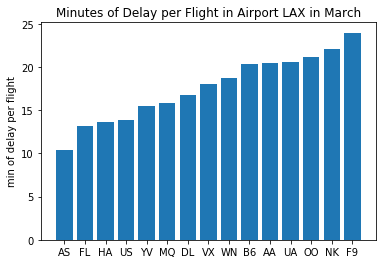 Minutes of Delay per Flight in Airport LAX in March
min of delay per flight
25
20
15
10
5
0
AS FL HA US YV MQ DL VX WN B6 AA UA OO NK F9